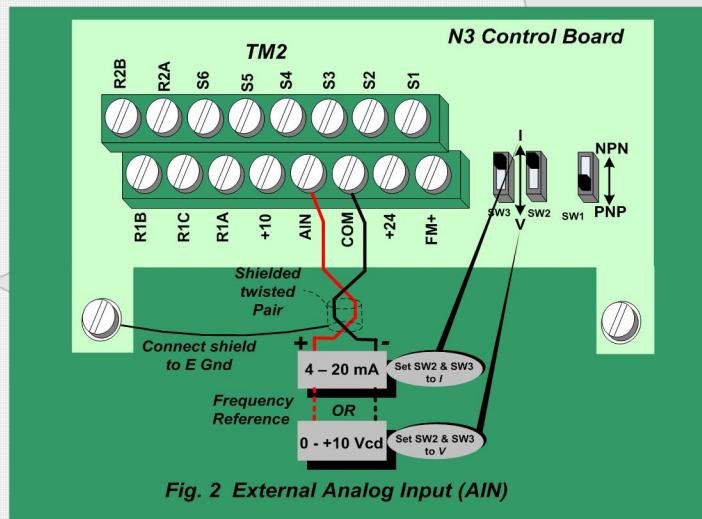 N3 Control Board
TM2
R2B R2A S6 S5 S4 S3 S2 S1
I
NPN
SW3 SW2 SW1
PNP
V
R1B R1C R1A +10 AIN COM +24 FM+
Shielded
twisted
Pair
Connect shield
to E Gnd
+ -
4 – 20 mA
Set SW2 & SW3
to I
Frequency
Reference
OR
0 - +10 Vcd
Set SW2 & SW3
to V
Fig. 2 External Analog Input (AIN)